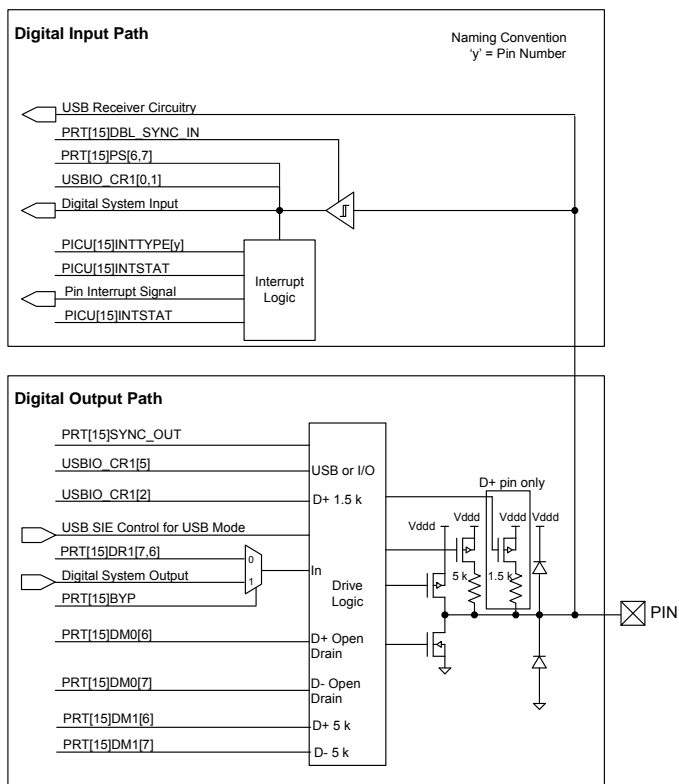 Digital Input Path
Naming Convention
'y' = Pin Number
USB Receiver Circuitry
PRT[15]DBL_SYNC_IN
PRT[15]PS[6,7]
USBIO_CR1[0,1]
Digital System Input
PICU[15]INTTYPE[y]
PICU[15]INTSTAT
Pin Interrupt Signal
PICU[15]INTSTAT
Interrupt
Logic
Digital Output Path
PRT[15]SYNC_OUT
USBIO_CR1[5]
USB or I/O
USBIO_CR1[2]
D+ 1.5 k
D+ pin only
USB SIE Control for USB Mode
Vddd
Vddd
Vddd
Vddd
PRT[15]DR1[7,6]
0
Digital System Output
1
In
PRT[15]BYP
Drive
Logic
5 k
1.5 k
PIN
PRT[15]DM0[6]
D+ Open
Drain
PRT[15]DM0[7]
D- Open
Drain
PRT[15]DM1[6]
D+ 5 k
PRT[15]DM1[7]
D- 5 k